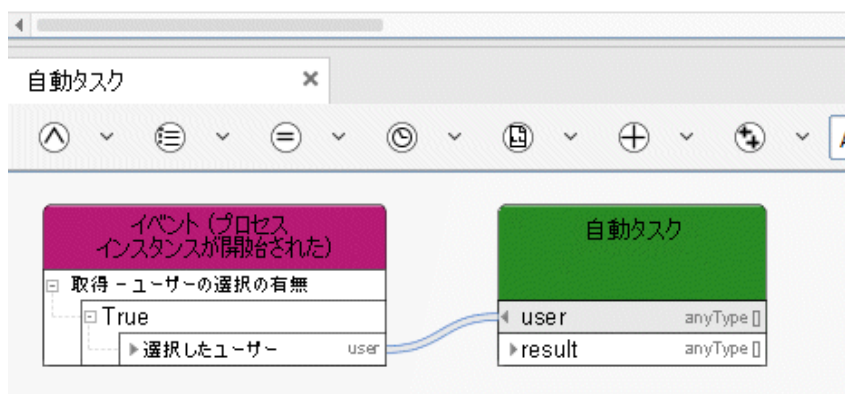 自動タスク ×
A
イベント（プロセス
インスタンスが開始された）
取得 － ユーザーの選択の有無
True
選択したユーザー user
自動タスク
user anyType []
result anyType []